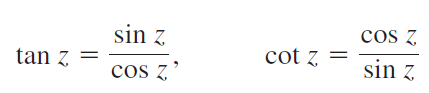 tan z = sin z / cos z, cot z = cos z / sin z